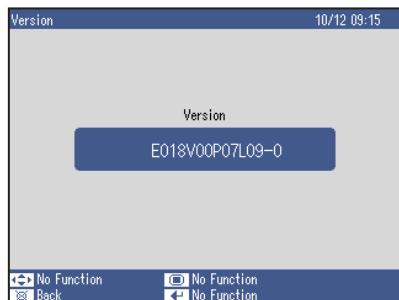 Version 10/12 09:15
Version
E018V00P07L09-0
No Function No Function
Back No Function